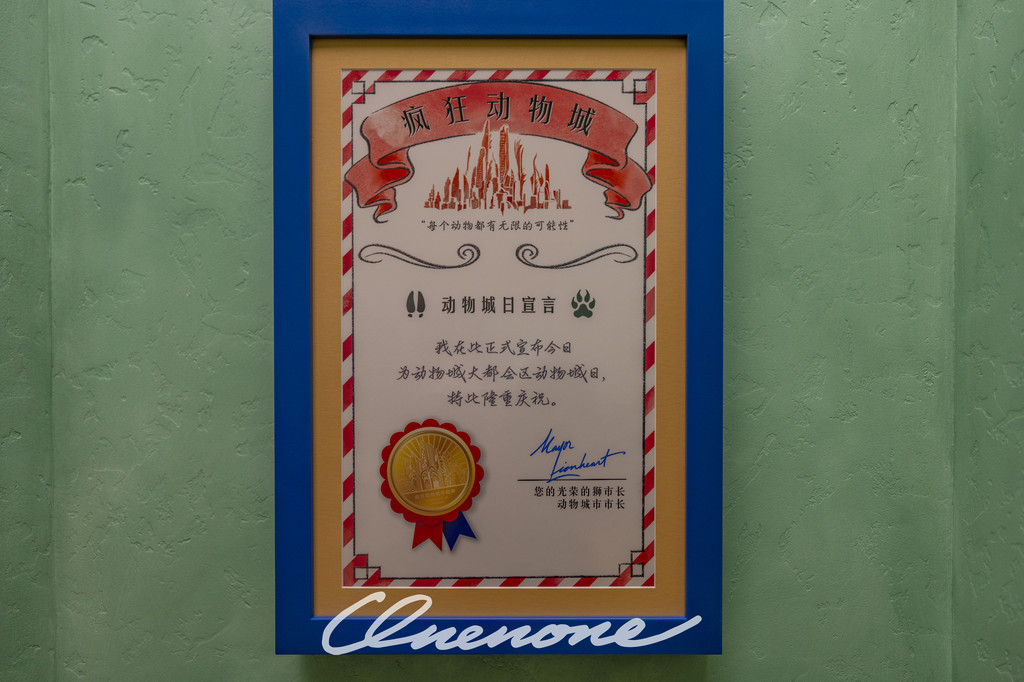 疯狂动物城
“每个动物都有无限的可能性”
动物城日宣言
我在此正式宣布今日
为动物城大都会区动物城日，
特此隆重庆祝。
Mayor
Lionheart
您的光荣的狮市长
动物城市市长
Quenone